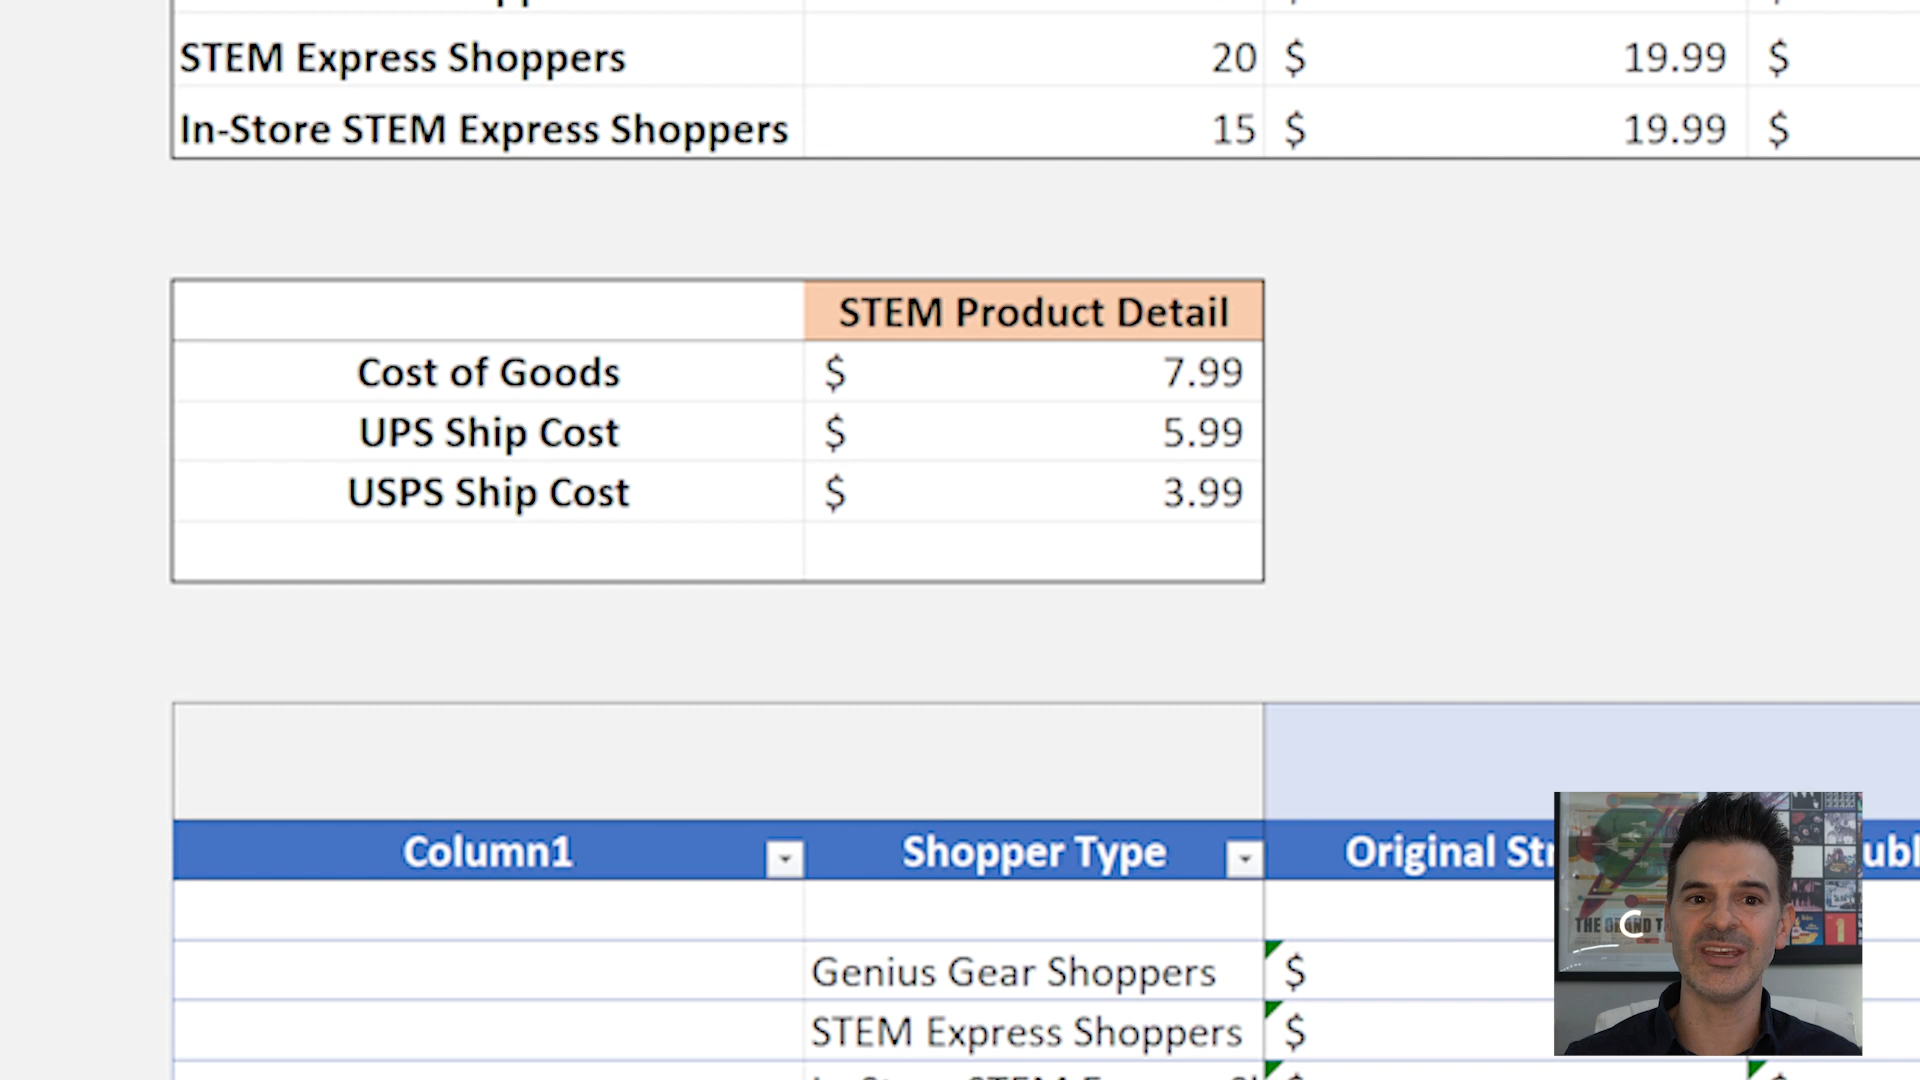 STEM Express Shoppers 20 $ 19.99 $
In-Store STEM Express Shoppers 15 $ 19.99 $
STEM Product Detail
Cost of Goods $ 7.99
UPS Ship Cost $ 5.99
USPS Ship Cost $ 3.99
Column1 Shopper Type Original
Genius Gear Shoppers $
STEM Express Shoppers $